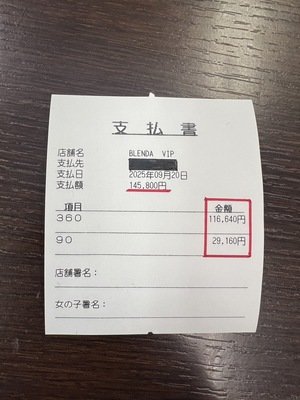 支払書
店舗名 BLENDA VIP
支払先
支払日 2025年09月20日
支払額 145,800円
項目 金額
360 116,640円
90 29,160円
店舗署名：
女の子署名：